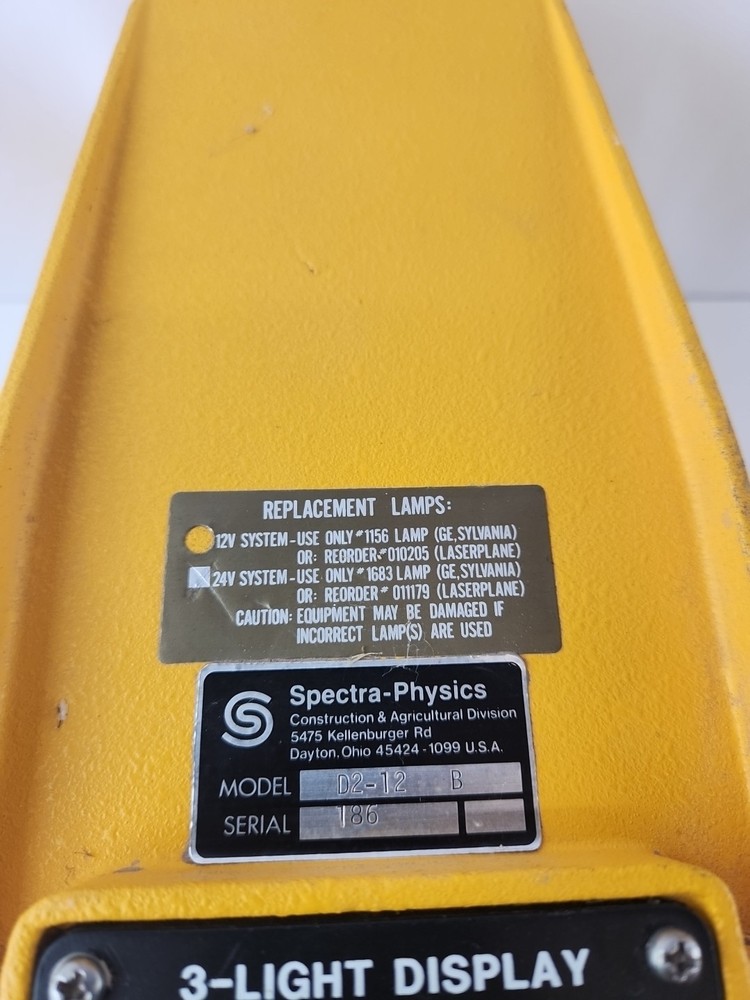 REPLACEMENT LAMPS:
12V SYSTEM-USE ONLY #1156 LAMP (GE,SYLVANIA)
OR: REORDER #010205 (LASERPLANE)
24V SYSTEM-USE ONLY #1683 LAMP (GE,SYLVANIA)
OR: REORDER # 011179 (LASERPLANE)
CAUTION: EQUIPMENT MAY BE DAMAGED IF
INCORRECT LAMP(S) ARE USED
Spectra-Physics
Construction & Agricultural Division
5475 Kellenburger Rd
Dayton, Ohio 45424-1099 U.S.A.
MODEL D2-12 B
SERIAL 186
3-LIGHT DISPLAY